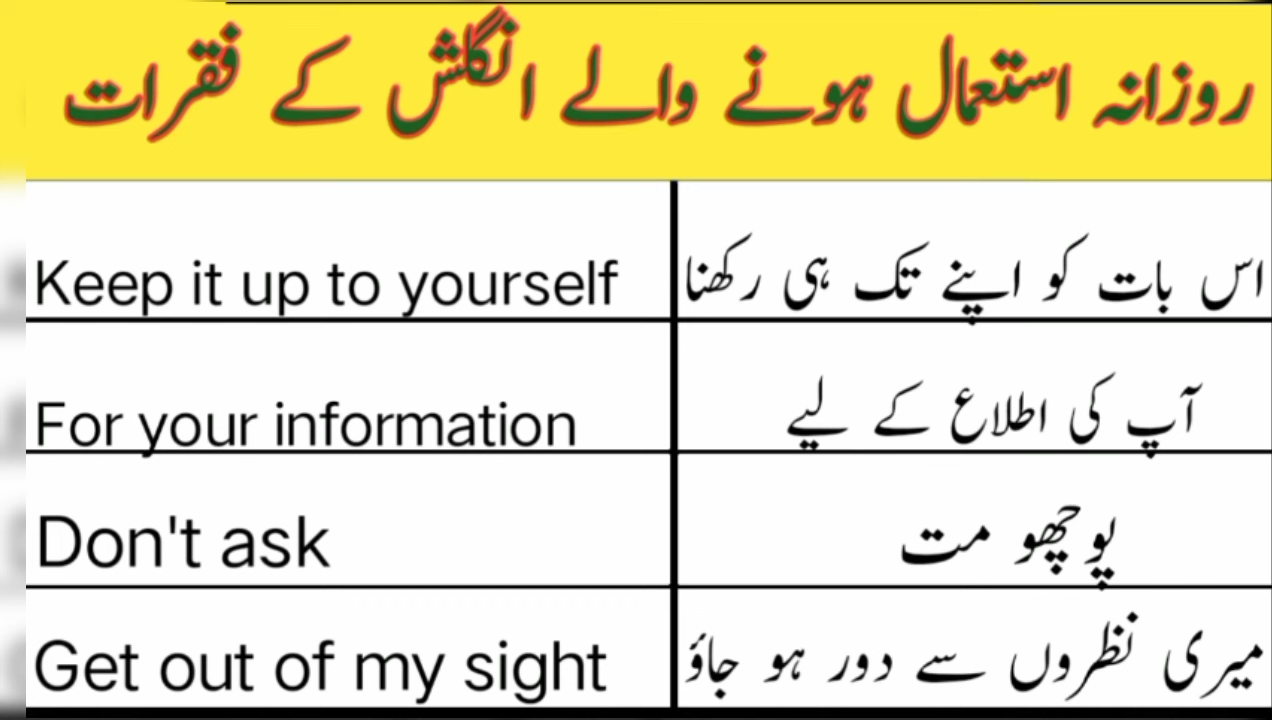 روزانہ استعمال ہونے والے انگلش کے فقرات
Keep it up to yourself
اس بات کو اپنے تک ہی رکھنا
For your information
آپ کی اطلاع کے لیے
Don't ask
پوچھو مت
Get out of my sight
میری نظروں سے دور ہو جاؤ